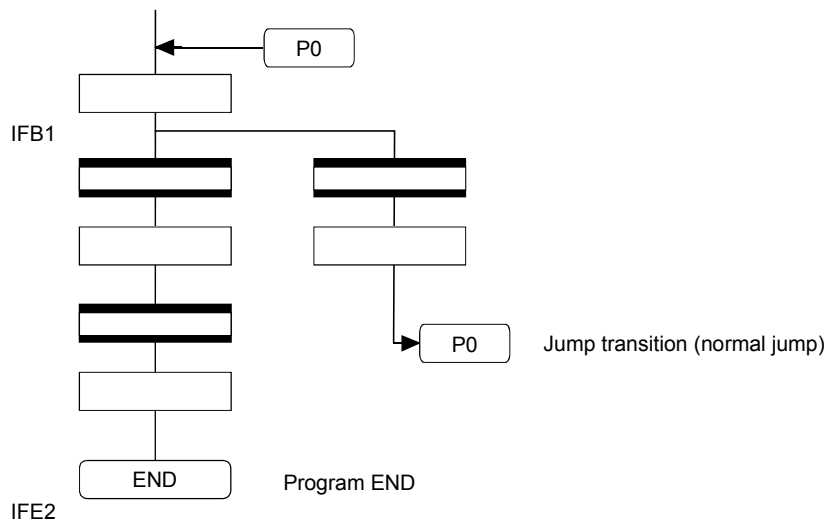 P0
IFB1
P0 Jump transition (normal jump)
END Program END
IFE2